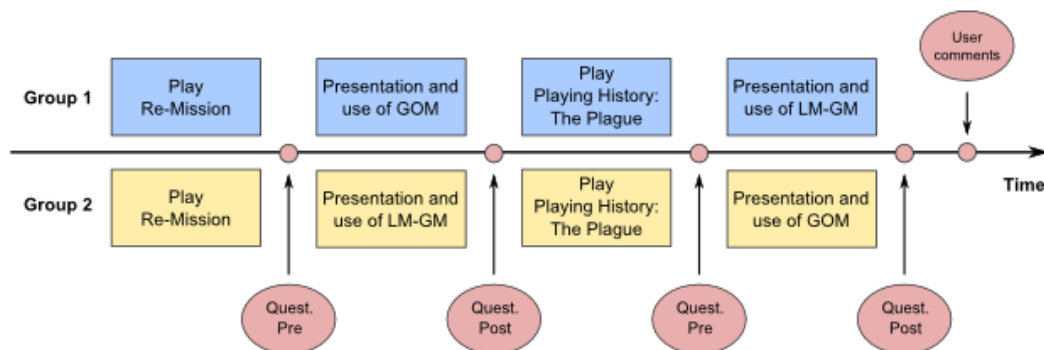 User
comments
Group 1
Play
Re-Mission
Presentation and
use of GOM
Play
Playing History:
The Plague
Presentation and
use of LM-GM
Time
Group 2
Play
Re-Mission
Presentation and
use of LM-GM
Play
Playing History:
The Plague
Presentation and
use of GOM
Quest.
Pre
Quest.
Post
Quest.
Pre
Quest.
Post